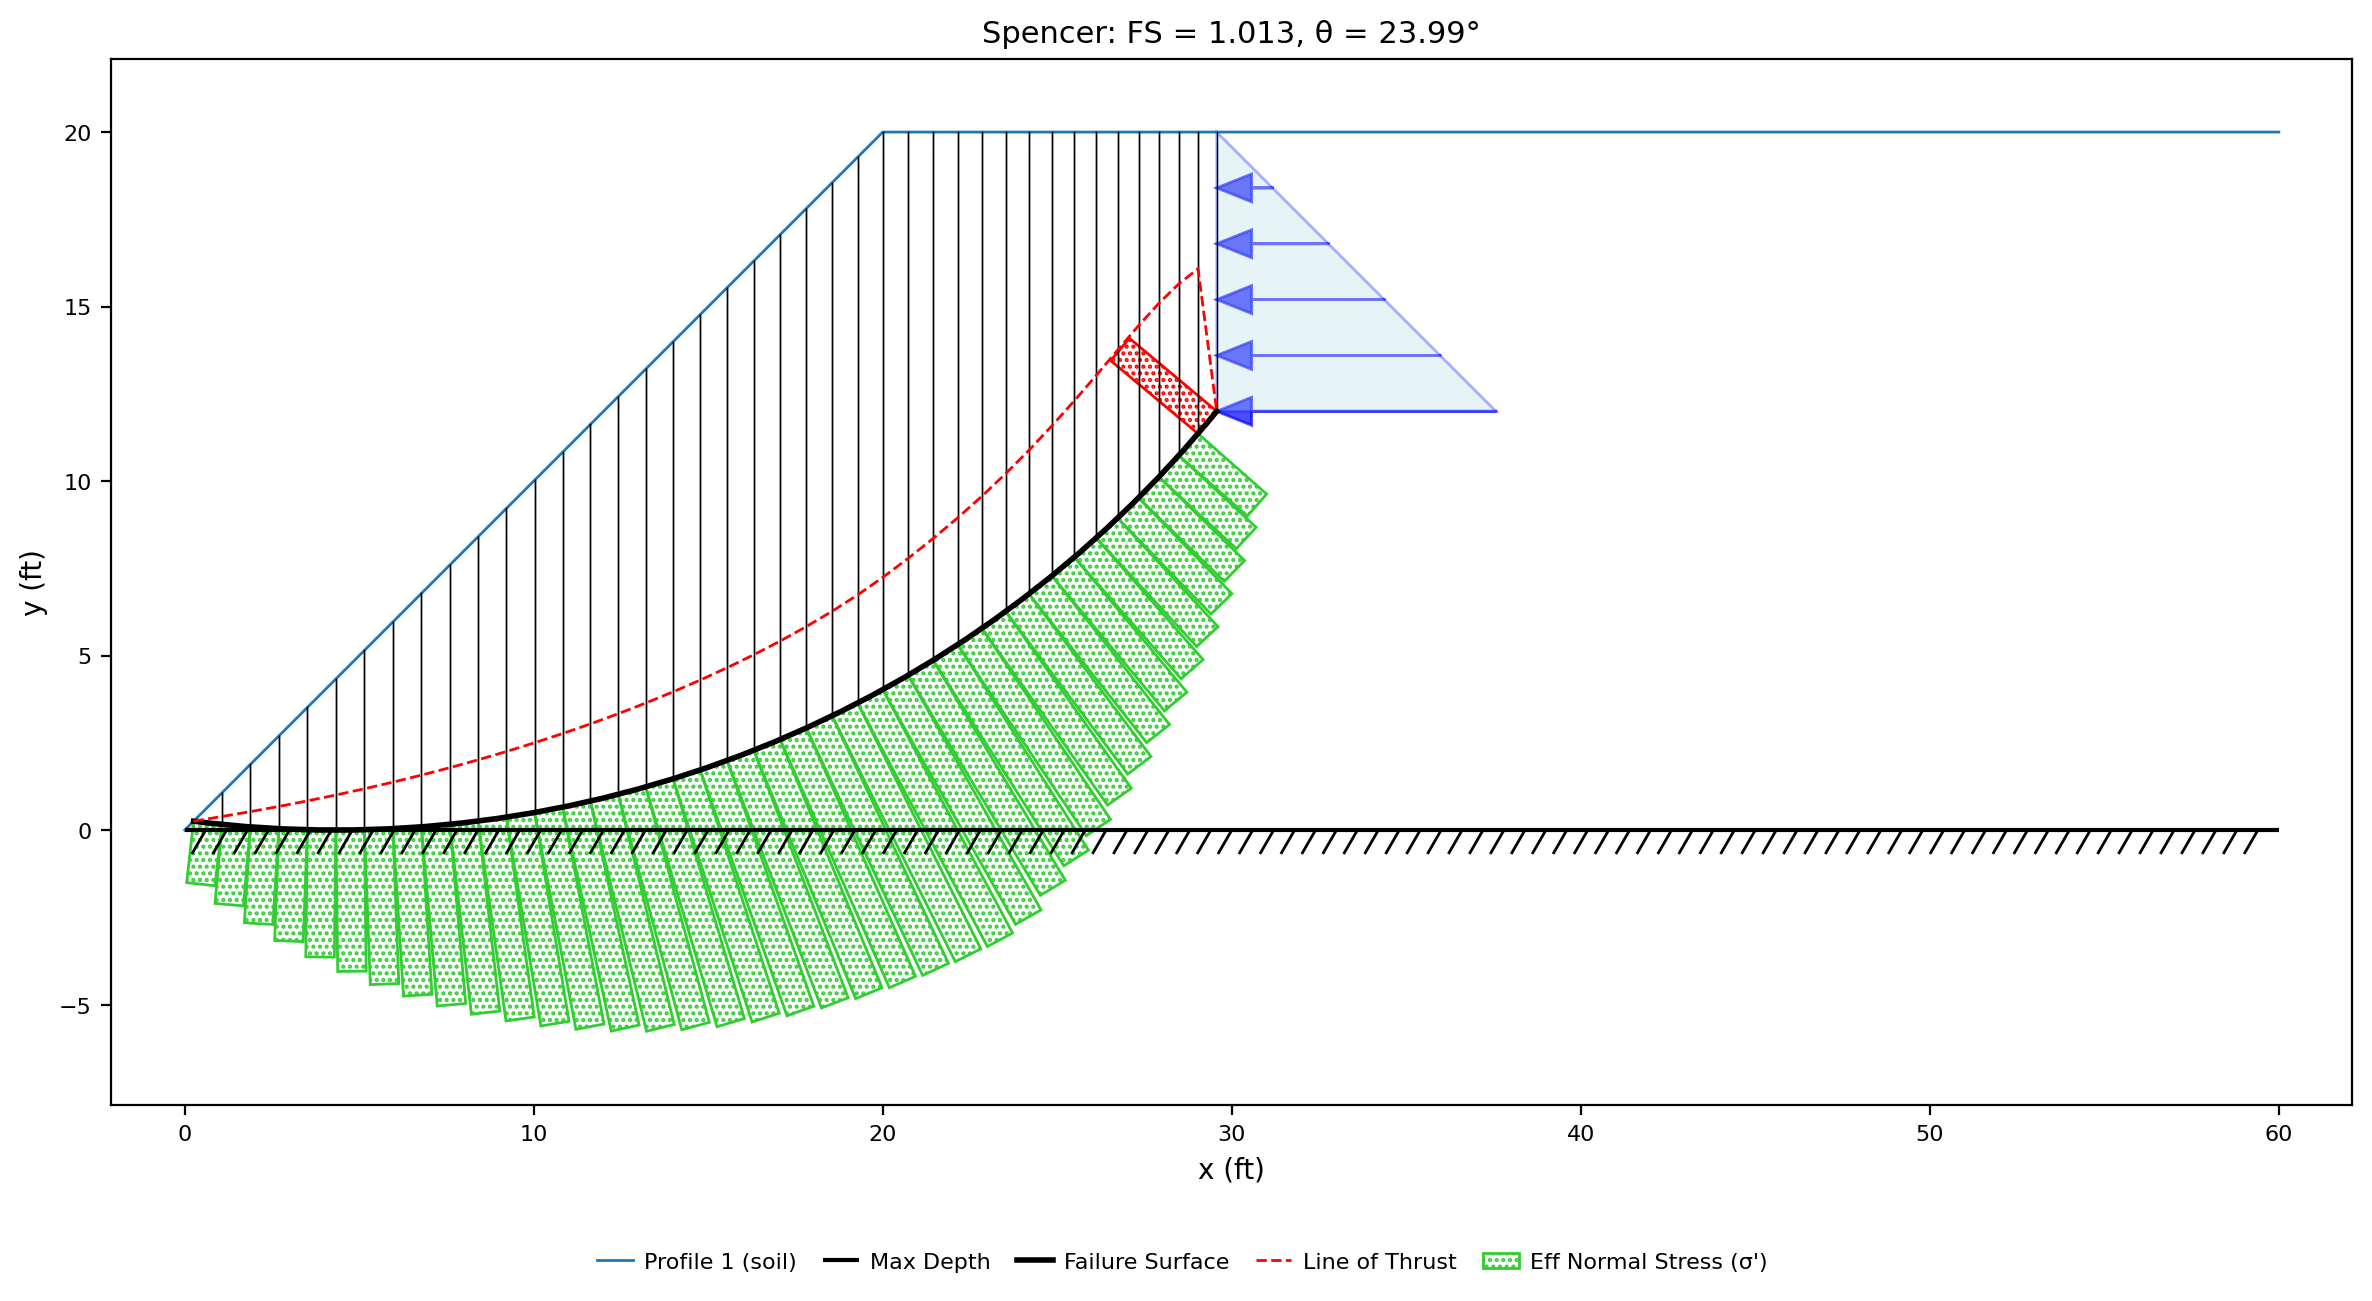 Spencer: FS = 1.013, θ = 23.99°
y (ft)
20
15
10
5
0
−5
0 10 20 30 40 50 60
x (ft)
Profile 1 (soil) Max Depth Failure Surface Line of Thrust Eff Normal Stress (σ')